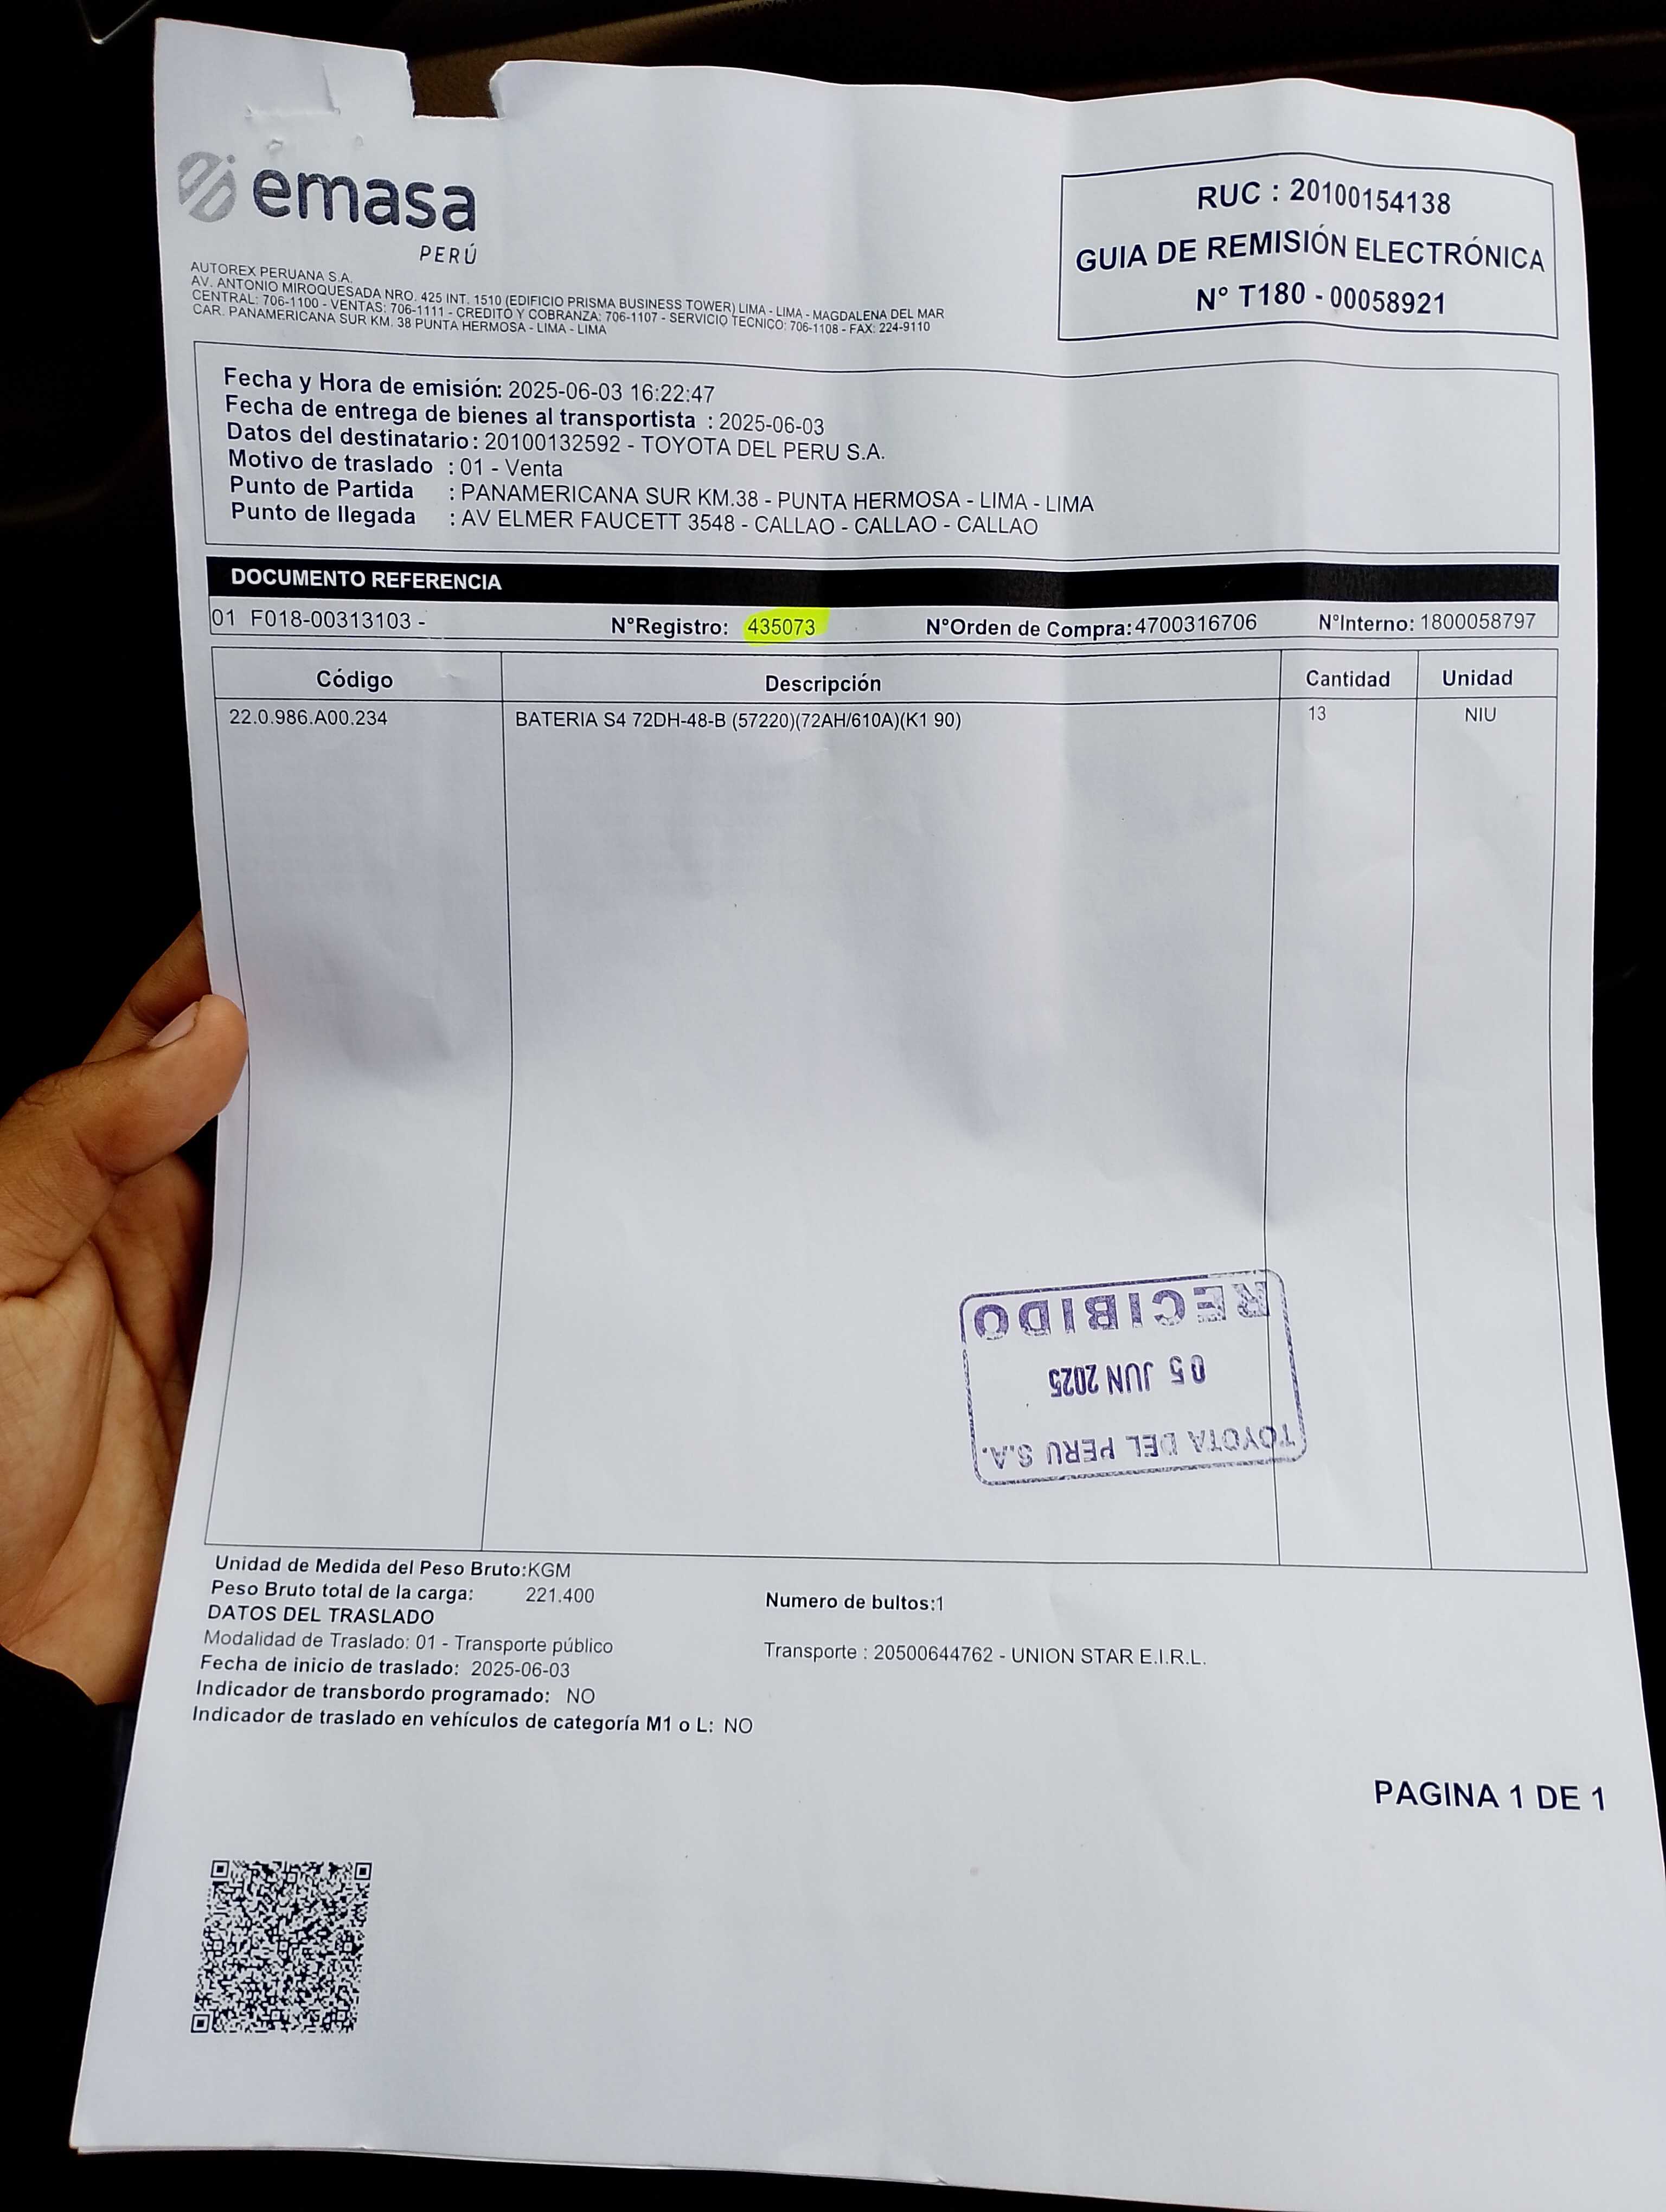 emasa
PERÚ
AUTOREX PERUANA S.A.
AV. ANTONIO MIROQUESADA NRO. 425 INT. 1510 (EDIFICIO PRISMA BUSINESS TOWER) LIMA - LIMA - MAGDALENA DEL MAR
CENTRAL: 706-1100 - VENTAS: 706-1111 - CREDITO Y COBRANZA: 706-1107 - SERVICIO TECNICO: 706-1108 - FAX: 224-9110
CAR. PANAMERICANA SUR KM. 38 PUNTA HERMOSA - LIMA - LIMA
RUC : 20100154138
GUIA DE REMISIÓN ELECTRÓNICA
N° T180 - 00058921
Fecha y Hora de emisión: 2025-06-03 16:22:47
Fecha de entrega de bienes al transportista : 2025-06-03
Datos del destinatario: 20100132592 - TOYOTA DEL PERU S.A.
Motivo de traslado : 01 - Venta
Punto de Partida : PANAMERICANA SUR KM.38 - PUNTA HERMOSA - LIMA - LIMA
Punto de llegada : AV ELMER FAUCETT 3548 - CALLAO - CALLAO - CALLAO
DOCUMENTO REFERENCIA
01 F018-00313103 - N°Registro: 435073 N°Orden de Compra: 4700316706 N°Interno: 1800058797
Código Descripción Cantidad Unidad
22.0.986.A00.234 BATERIA S4 72DH-48-B (57220)(72AH/610A)(K1 90) 13 NIU
RECIBIDO
05 JUN 2025
TOYOTA DEL PERU S.A.
Unidad de Medida del Peso Bruto:KGM
Peso Bruto total de la carga: 221.400
Numero de bultos:1
DATOS DEL TRASLADO
Modalidad de Traslado: 01 - Transporte público
Transporte : 20500644762 - UNION STAR E.I.R.L.
Fecha de inicio de traslado: 2025-06-03
Indicador de transbordo programado: NO
Indicador de traslado en vehículos de categoría M1 o L: NO
PAGINA 1 DE 1